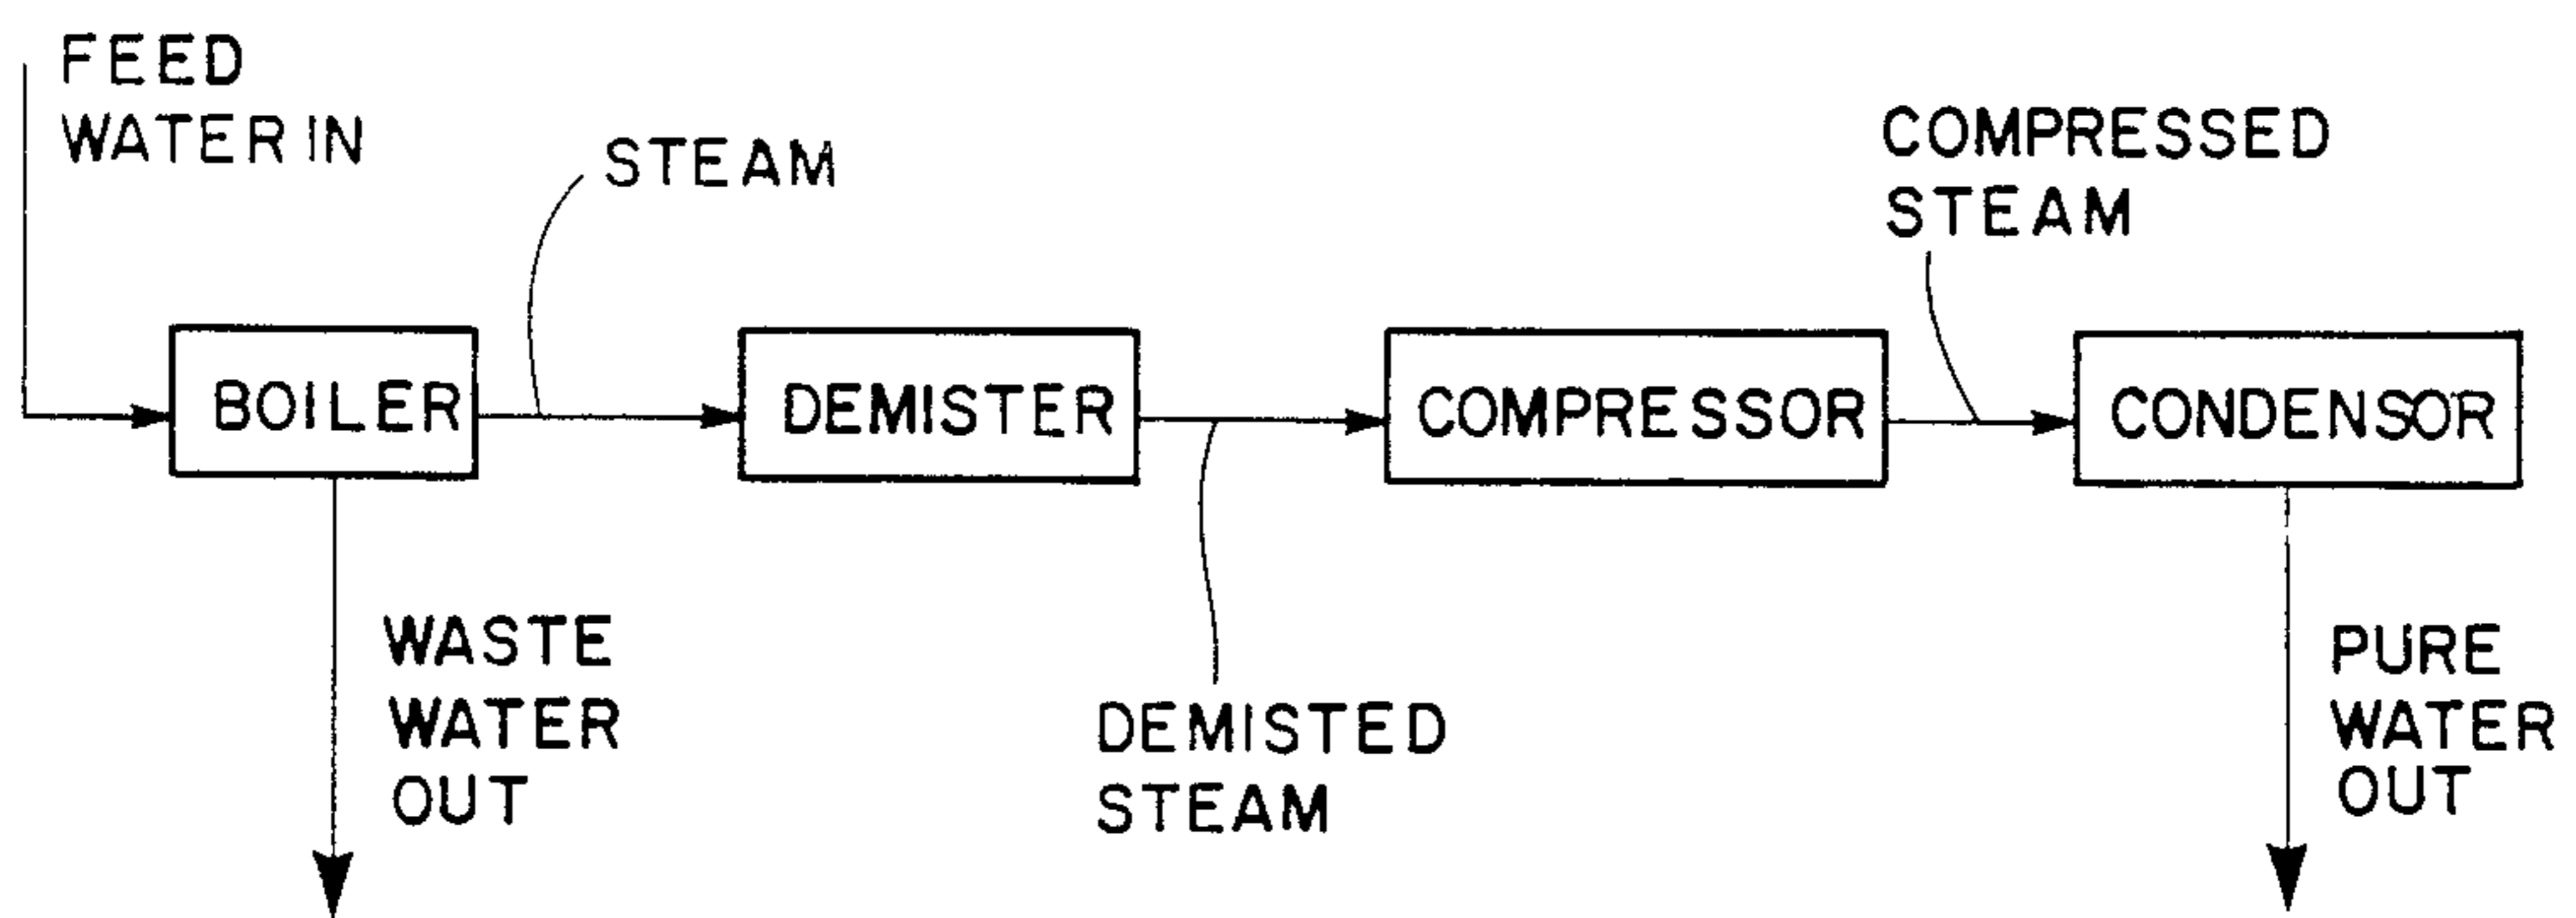 FEED
WATER IN
STEAM
COMPRESSED
STEAM
BOILER
DEMISTER
COMPRESSOR
CONDENSOR
WASTE
WATER
OUT
DEMISTED
STEAM
PURE
WATER
OUT